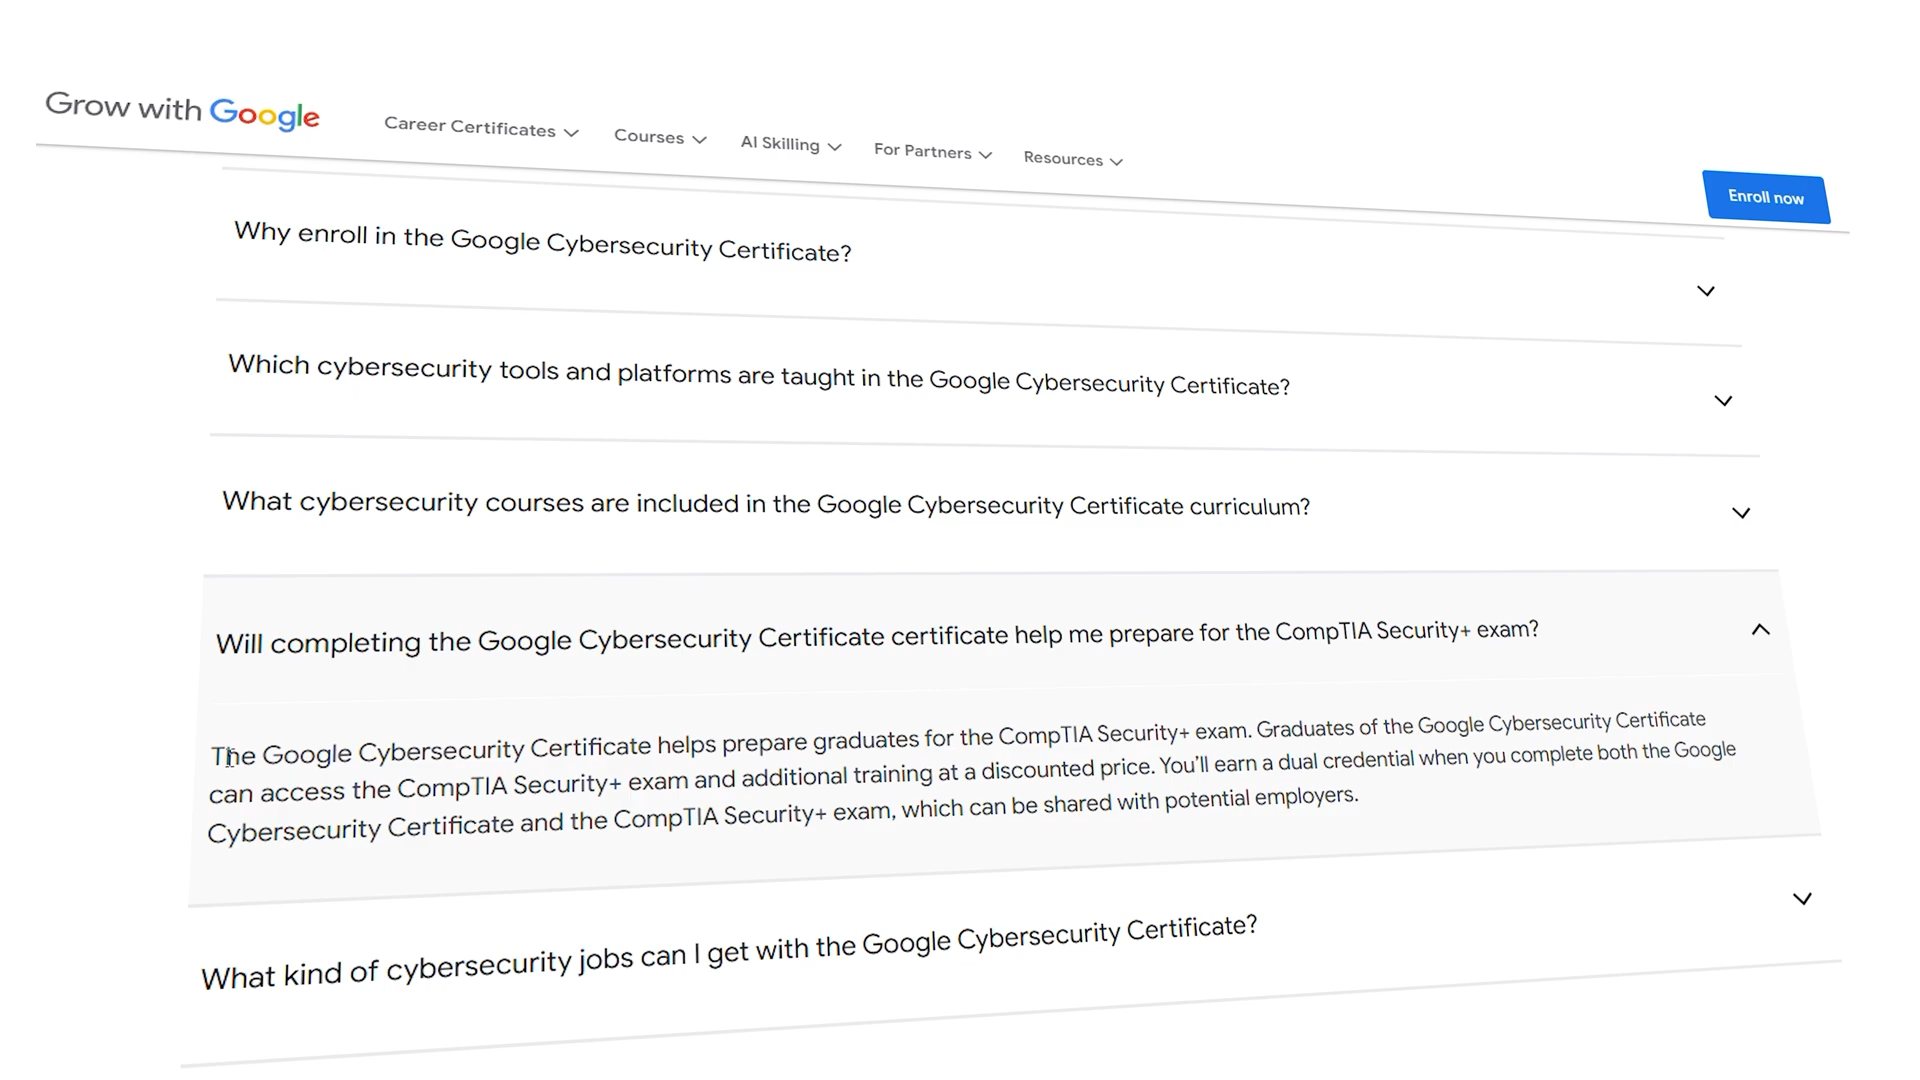 Grow with Google
Career Certificates
Courses
AI Skilling
For Partners
Resources
Enroll now
Why enroll in the Google Cybersecurity Certificate?
Which cybersecurity tools and platforms are taught in the Google Cybersecurity Certificate?
What cybersecurity courses are included in the Google Cybersecurity Certificate curriculum?
Will completing the Google Cybersecurity Certificate certificate help me prepare for the CompTIA Security+ exam?
The Google Cybersecurity Certificate helps prepare graduates for the CompTIA Security+ exam. Graduates of the Google Cybersecurity Certificate
can access the CompTIA Security+ exam and additional training at a discounted price. You'll earn a dual credential when you complete both the Google
Cybersecurity Certificate and the CompTIA Security+ exam, which can be shared with potential employers.
What kind of cybersecurity jobs can I get with the Google Cybersecurity Certificate?